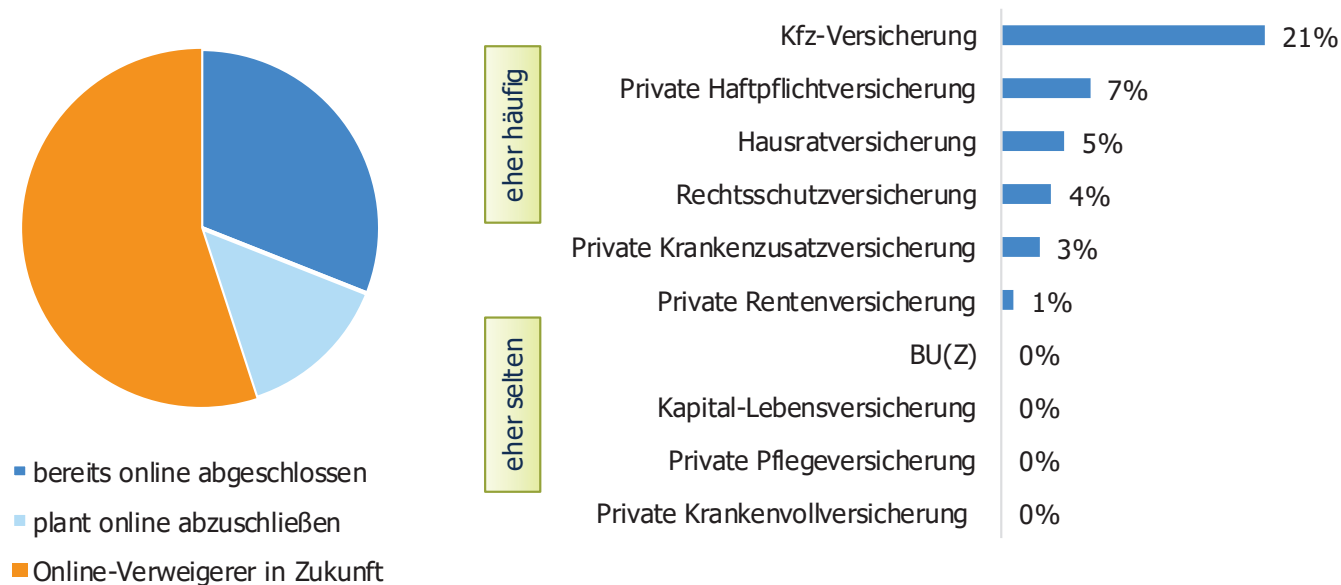 bereits online abgeschlossen
plant online abzuschließen
Online-Verweigerer in Zukunft
eher häufig
eher selten
Kfz-Versicherung 21%
Private Haftpflichtversicherung 7%
Hausratversicherung 5%
Rechtsschutzversicherung 4%
Private Krankenzusatzversicherung 3%
Private Rentenversicherung 1%
BU(Z) 0%
Kapital-Lebensversicherung 0%
Private Pflegeversicherung 0%
Private Krankenvollversicherung 0%